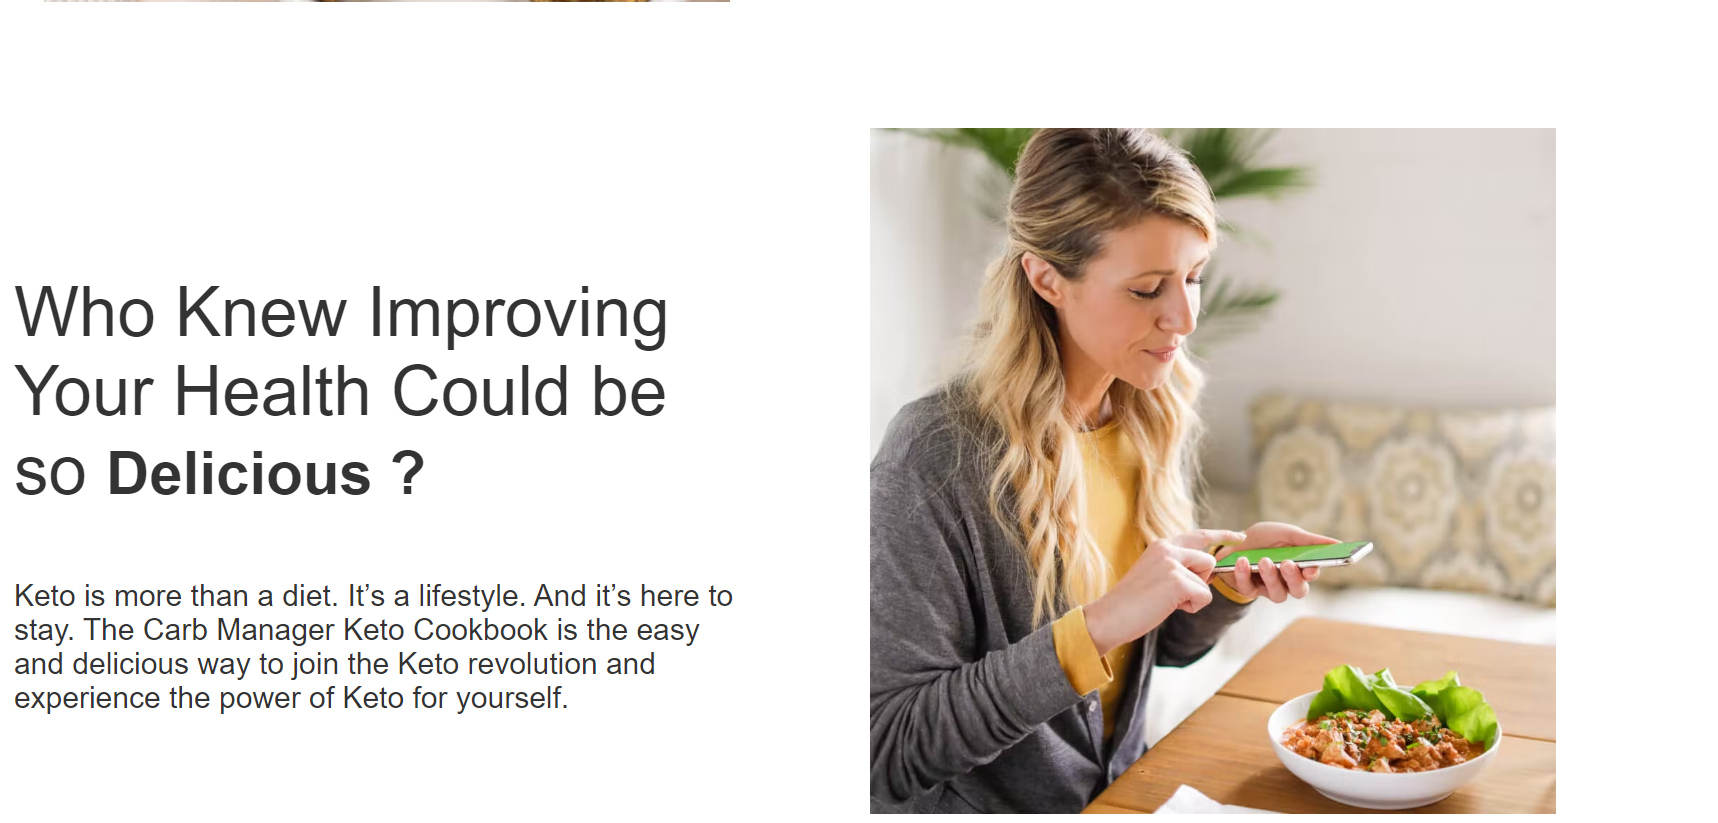 Who Knew Improving
Your Health Could be
so Delicious ?
Keto is more than a diet. It’s a lifestyle. And it’s here to
stay. The Carb Manager Keto Cookbook is the easy
and delicious way to join the Keto revolution and
experience the power of Keto for yourself.